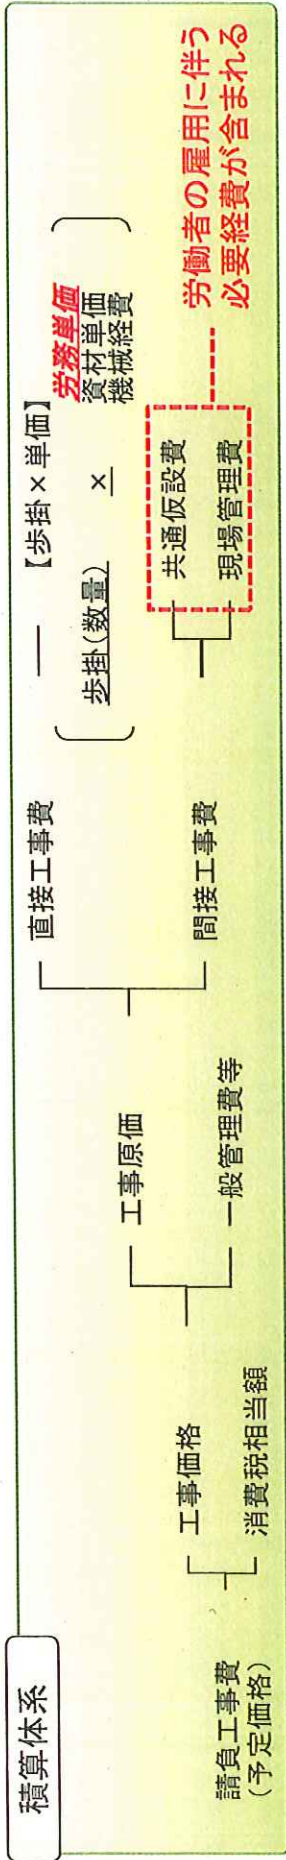 積算体系
請負工事費
(予定価格)
工事価格
消費税相当額
工事原価
一般管理費等
直接工事費
間接工事費
【歩掛×単価】
歩掛(数量)
×
労務単価
資材単価
機械経費
共通仮設費
現場管理費
労働者の雇用に伴う
必要経費が含まれる